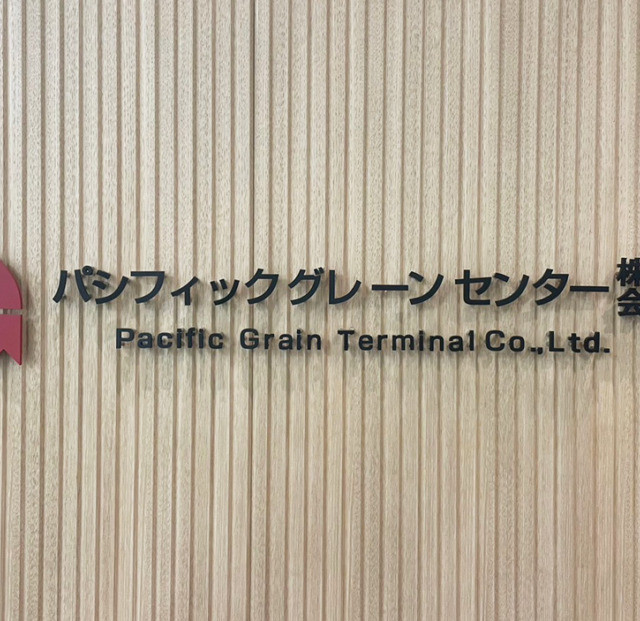 パシフィックグレーンセンター株会
Pacific Grain Terminal Co.,Ltd.